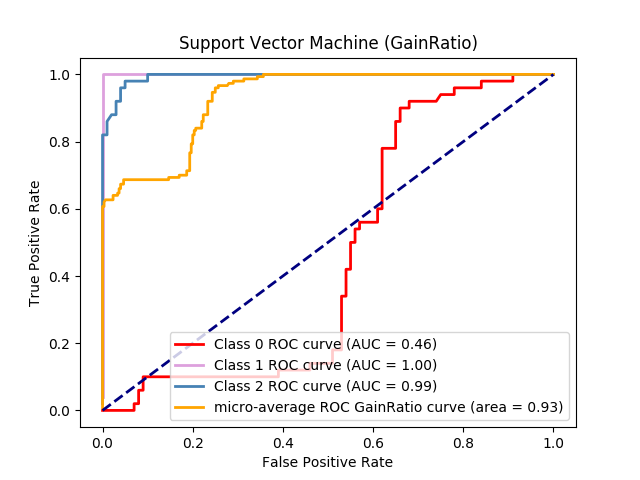 Support Vector Machine (GainRatio)
True Positive Rate
1.0
0.8
0.6
0.4
0.2
0.0
Class 0 ROC curve (AUC = 0.46)
Class 1 ROC curve (AUC = 1.00)
Class 2 ROC curve (AUC = 0.99)
micro-average ROC GainRatio curve (area = 0.93)
0.0 0.2 0.4 0.6 0.8 1.0
False Positive Rate